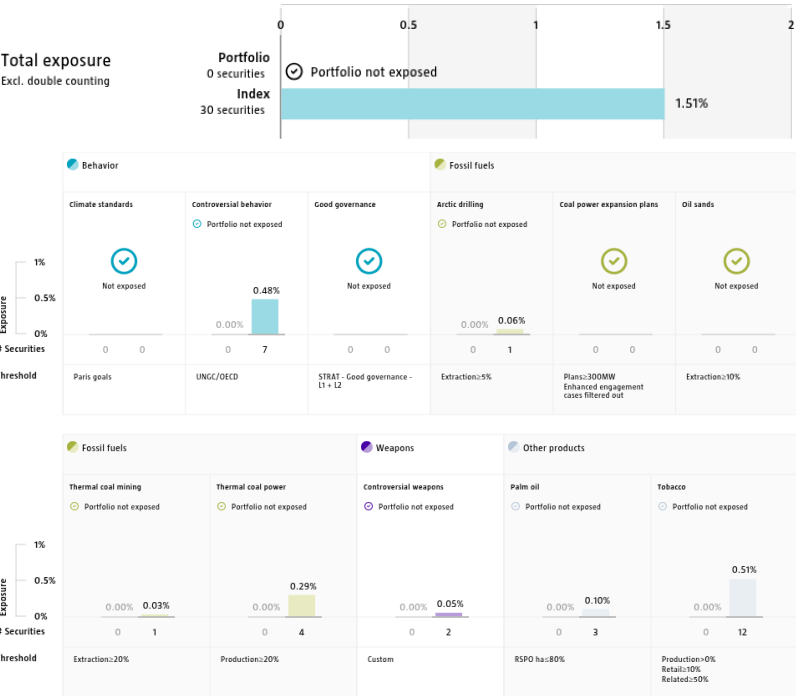 0 0.5 1 1.5 2
Total exposure
Excl. double counting
Portfolio
0 securities
Portfolio not exposed
Index
30 securities
1.51%
Behavior
Fossil fuels
Climate standards
Controversial behavior
Good governance
Arctic drilling
Coal power expansion plans
Oil sands
Portfolio not exposed
Portfolio not exposed
Not exposed
Not exposed
Not exposed
Not exposed
Exposure
1%
0.5%
0%
0.00% 0.48%
0.00% 0.06%
# Securities
0 0
0 7
0 0
0 1
0 0
0 0
hreshold
Paris goals
UNGC/OECD
STRAT - Good governance -
L1 + L2
Extraction≥5%
Plans≥300MW
Enhanced engagement
cases filtered out
Extraction≥10%
Fossil fuels
Weapons
Other products
Thermal coal mining
Thermal coal power
Controversial weapons
Palm oil
Tobacco
Portfolio not exposed
Portfolio not exposed
Portfolio not exposed
Portfolio not exposed
Portfolio not exposed
Exposure
1%
0.5%
0%
0.00% 0.03%
0.00% 0.29%
0.00% 0.05%
0.00% 0.10%
0.00% 0.51%
# Securities
0 1
0 4
0 2
0 3
0 12
hreshold
Extraction≥20%
Production≥20%
Custom
RSPO ha≤80%
Production>0%
Retail≥10%
Related≥50%